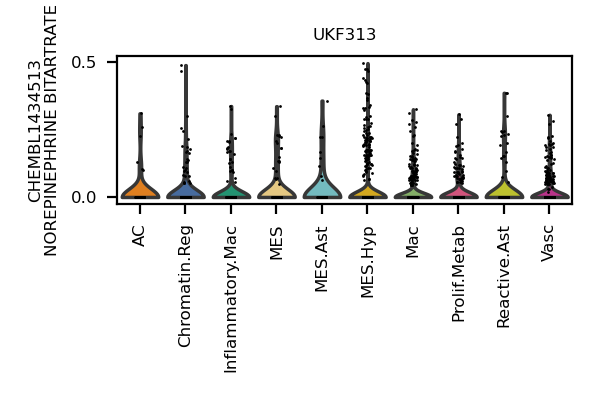 UKF313
CHEMBL1434513
NOREPINEPHRINE BITARTRATE
0.5
0.0
AC
Chromatin.Reg
Inflammatory.Mac
MES
MES.Ast
MES.Hyp
Mac
Prolif.Metab
Reactive.Ast
Vasc